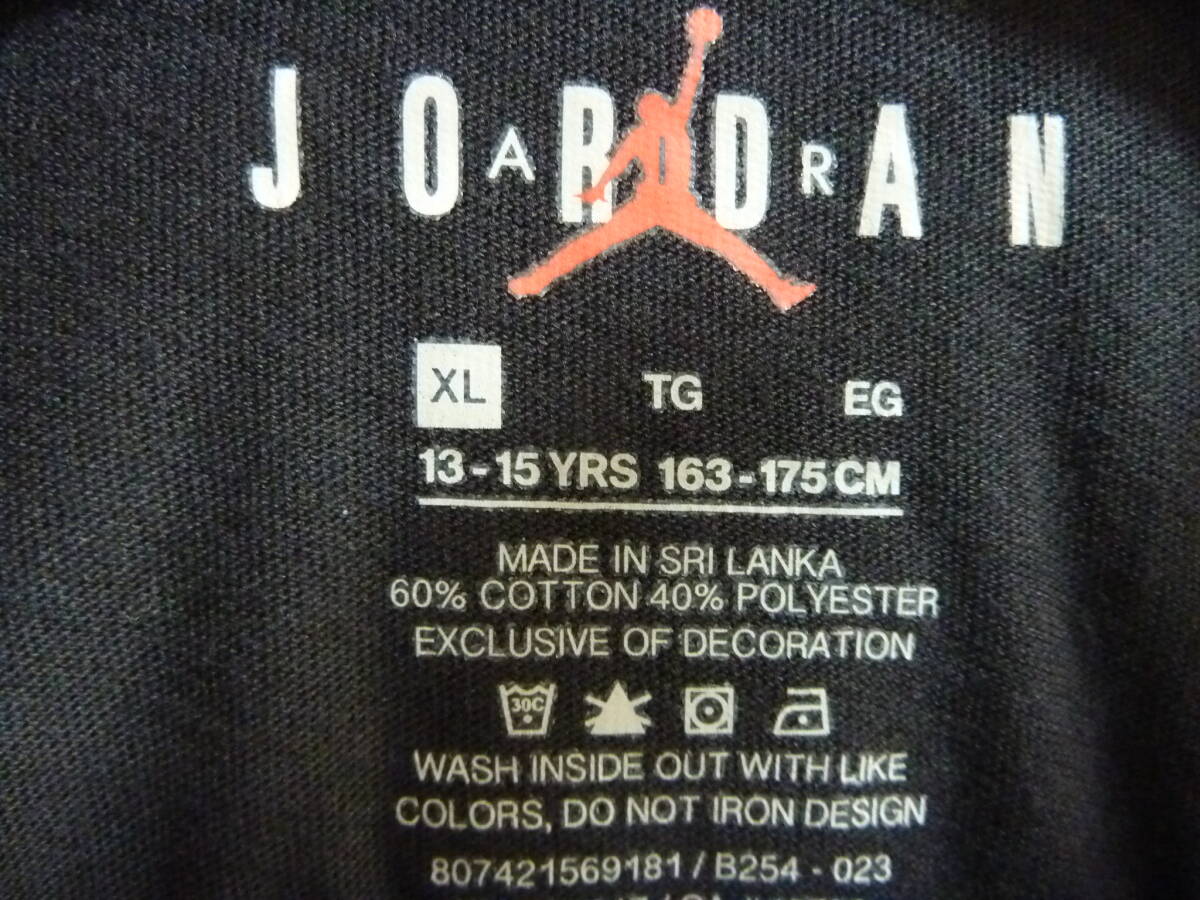 JORDAN
AIR
XL TG EG
13-15 YRS 163-175 CM
MADE IN SRI LANKA
60% COTTON 40% POLYESTER
EXCLUSIVE OF DECORATION
30C
WASH INSIDE OUT WITH LIKE
COLORS, DO NOT IRON DESIGN
807421569181 / B254 - 023